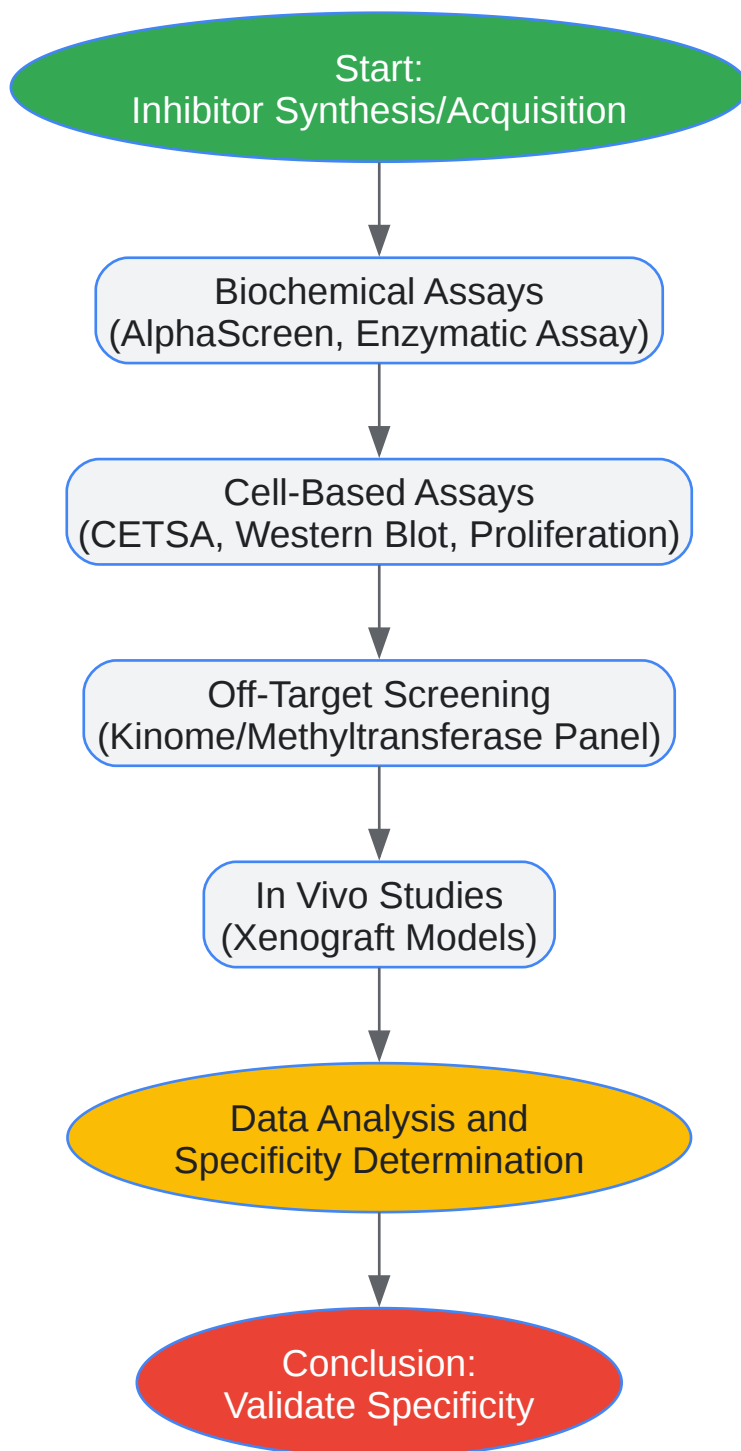 Start:
Inhibitor Synthesis/Acquisition
Biochemical Assays
(AlphaScreen, Enzymatic Assay)
Cell-Based Assays
(CETSA, Western Blot, Proliferation)
Off-Target Screening
(Kinome/Methyltransferase Panel)
In Vivo Studies
(Xenograft Models)
Data Analysis and
Specificity Determination
Conclusion:
Validate Specificity